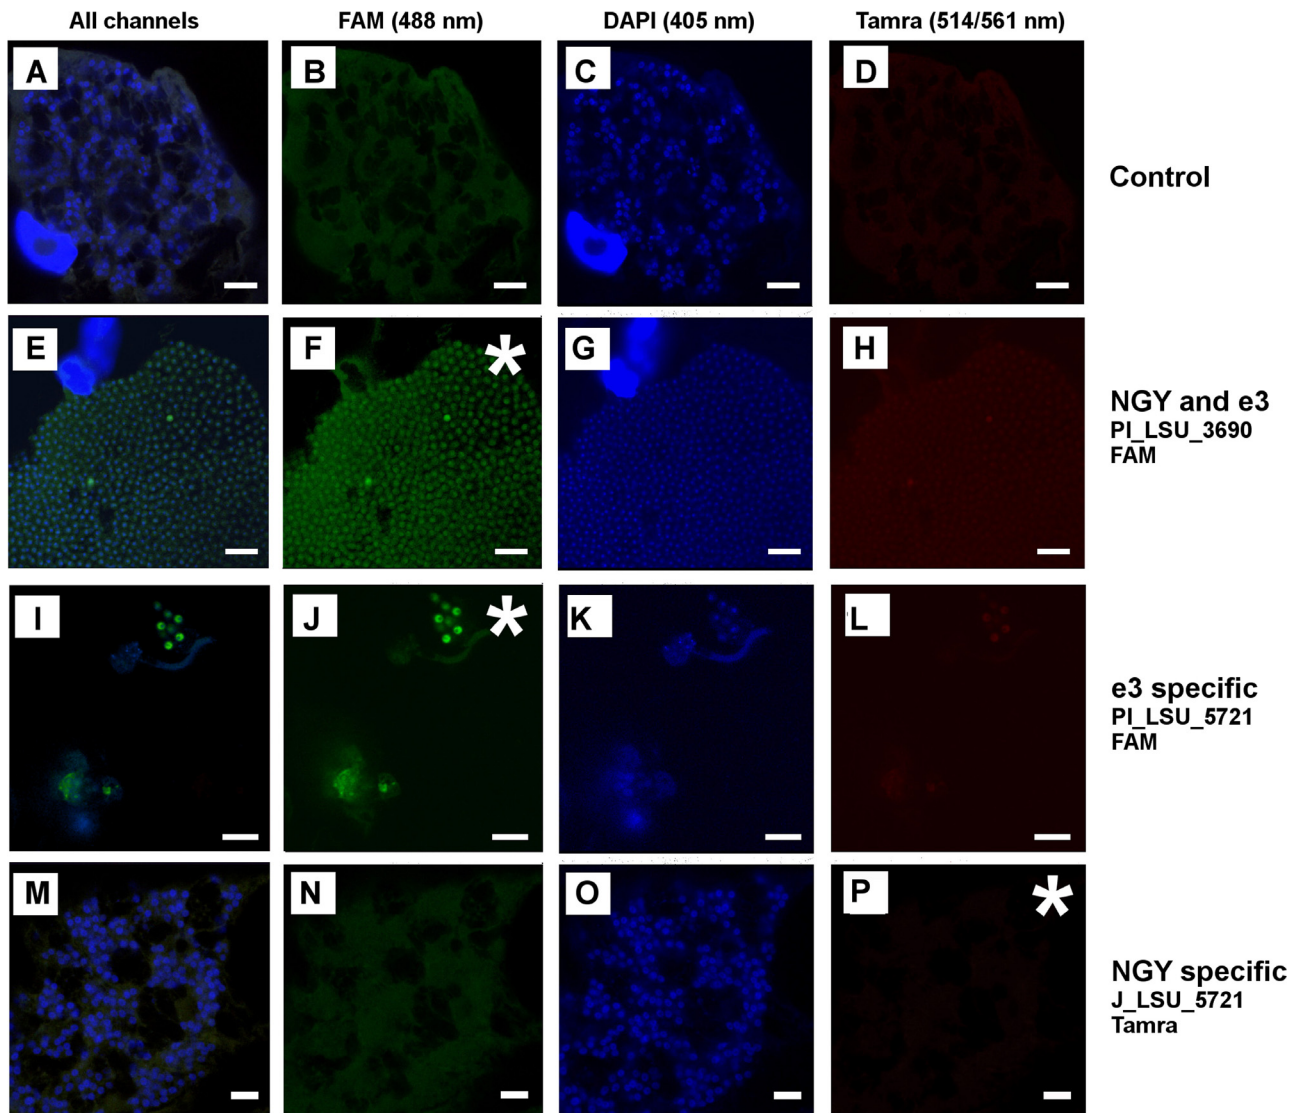 All channels FAM (488 nm) DAPI (405 nm) Tamra (514/561 nm)
A B C D
Control
E F * G H
NGY and e3
PI_LSU_3690
FAM
I J * K L
e3 specific
PI_LSU_5721
FAM
M N O P *
NGY specific
J_LSU_5721
Tamra